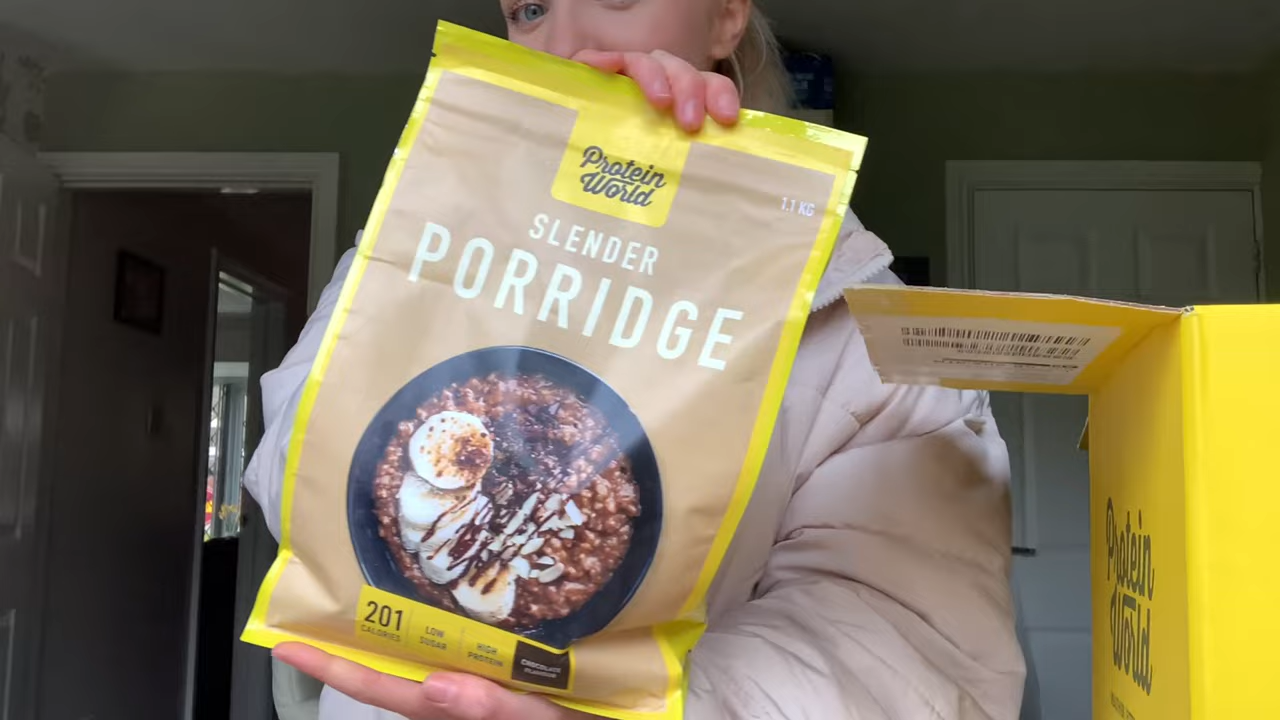 Protein
World
1.1 KG
SLENDER
PORRIDGE
201
CALORIES
LOW
SUGAR
HIGH
PROTEIN
CHOCOLATE
FLAVOUR
Protein
World